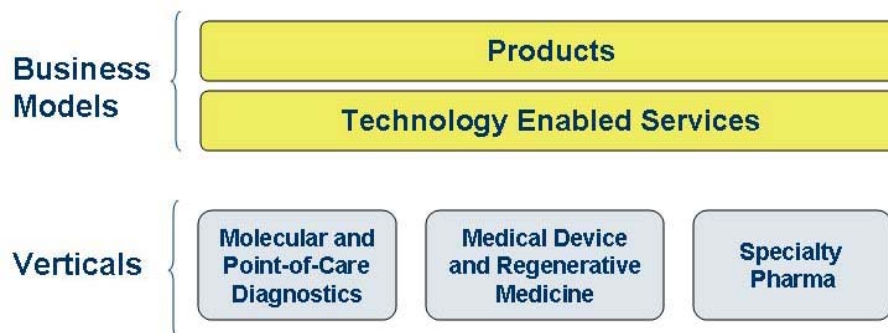 Business
Models
Products
Technology Enabled Services
Verticals
Molecular and
Point-of-Care
Diagnostics
Medical Device
and Regenerative
Medicine
Specialty
Pharma